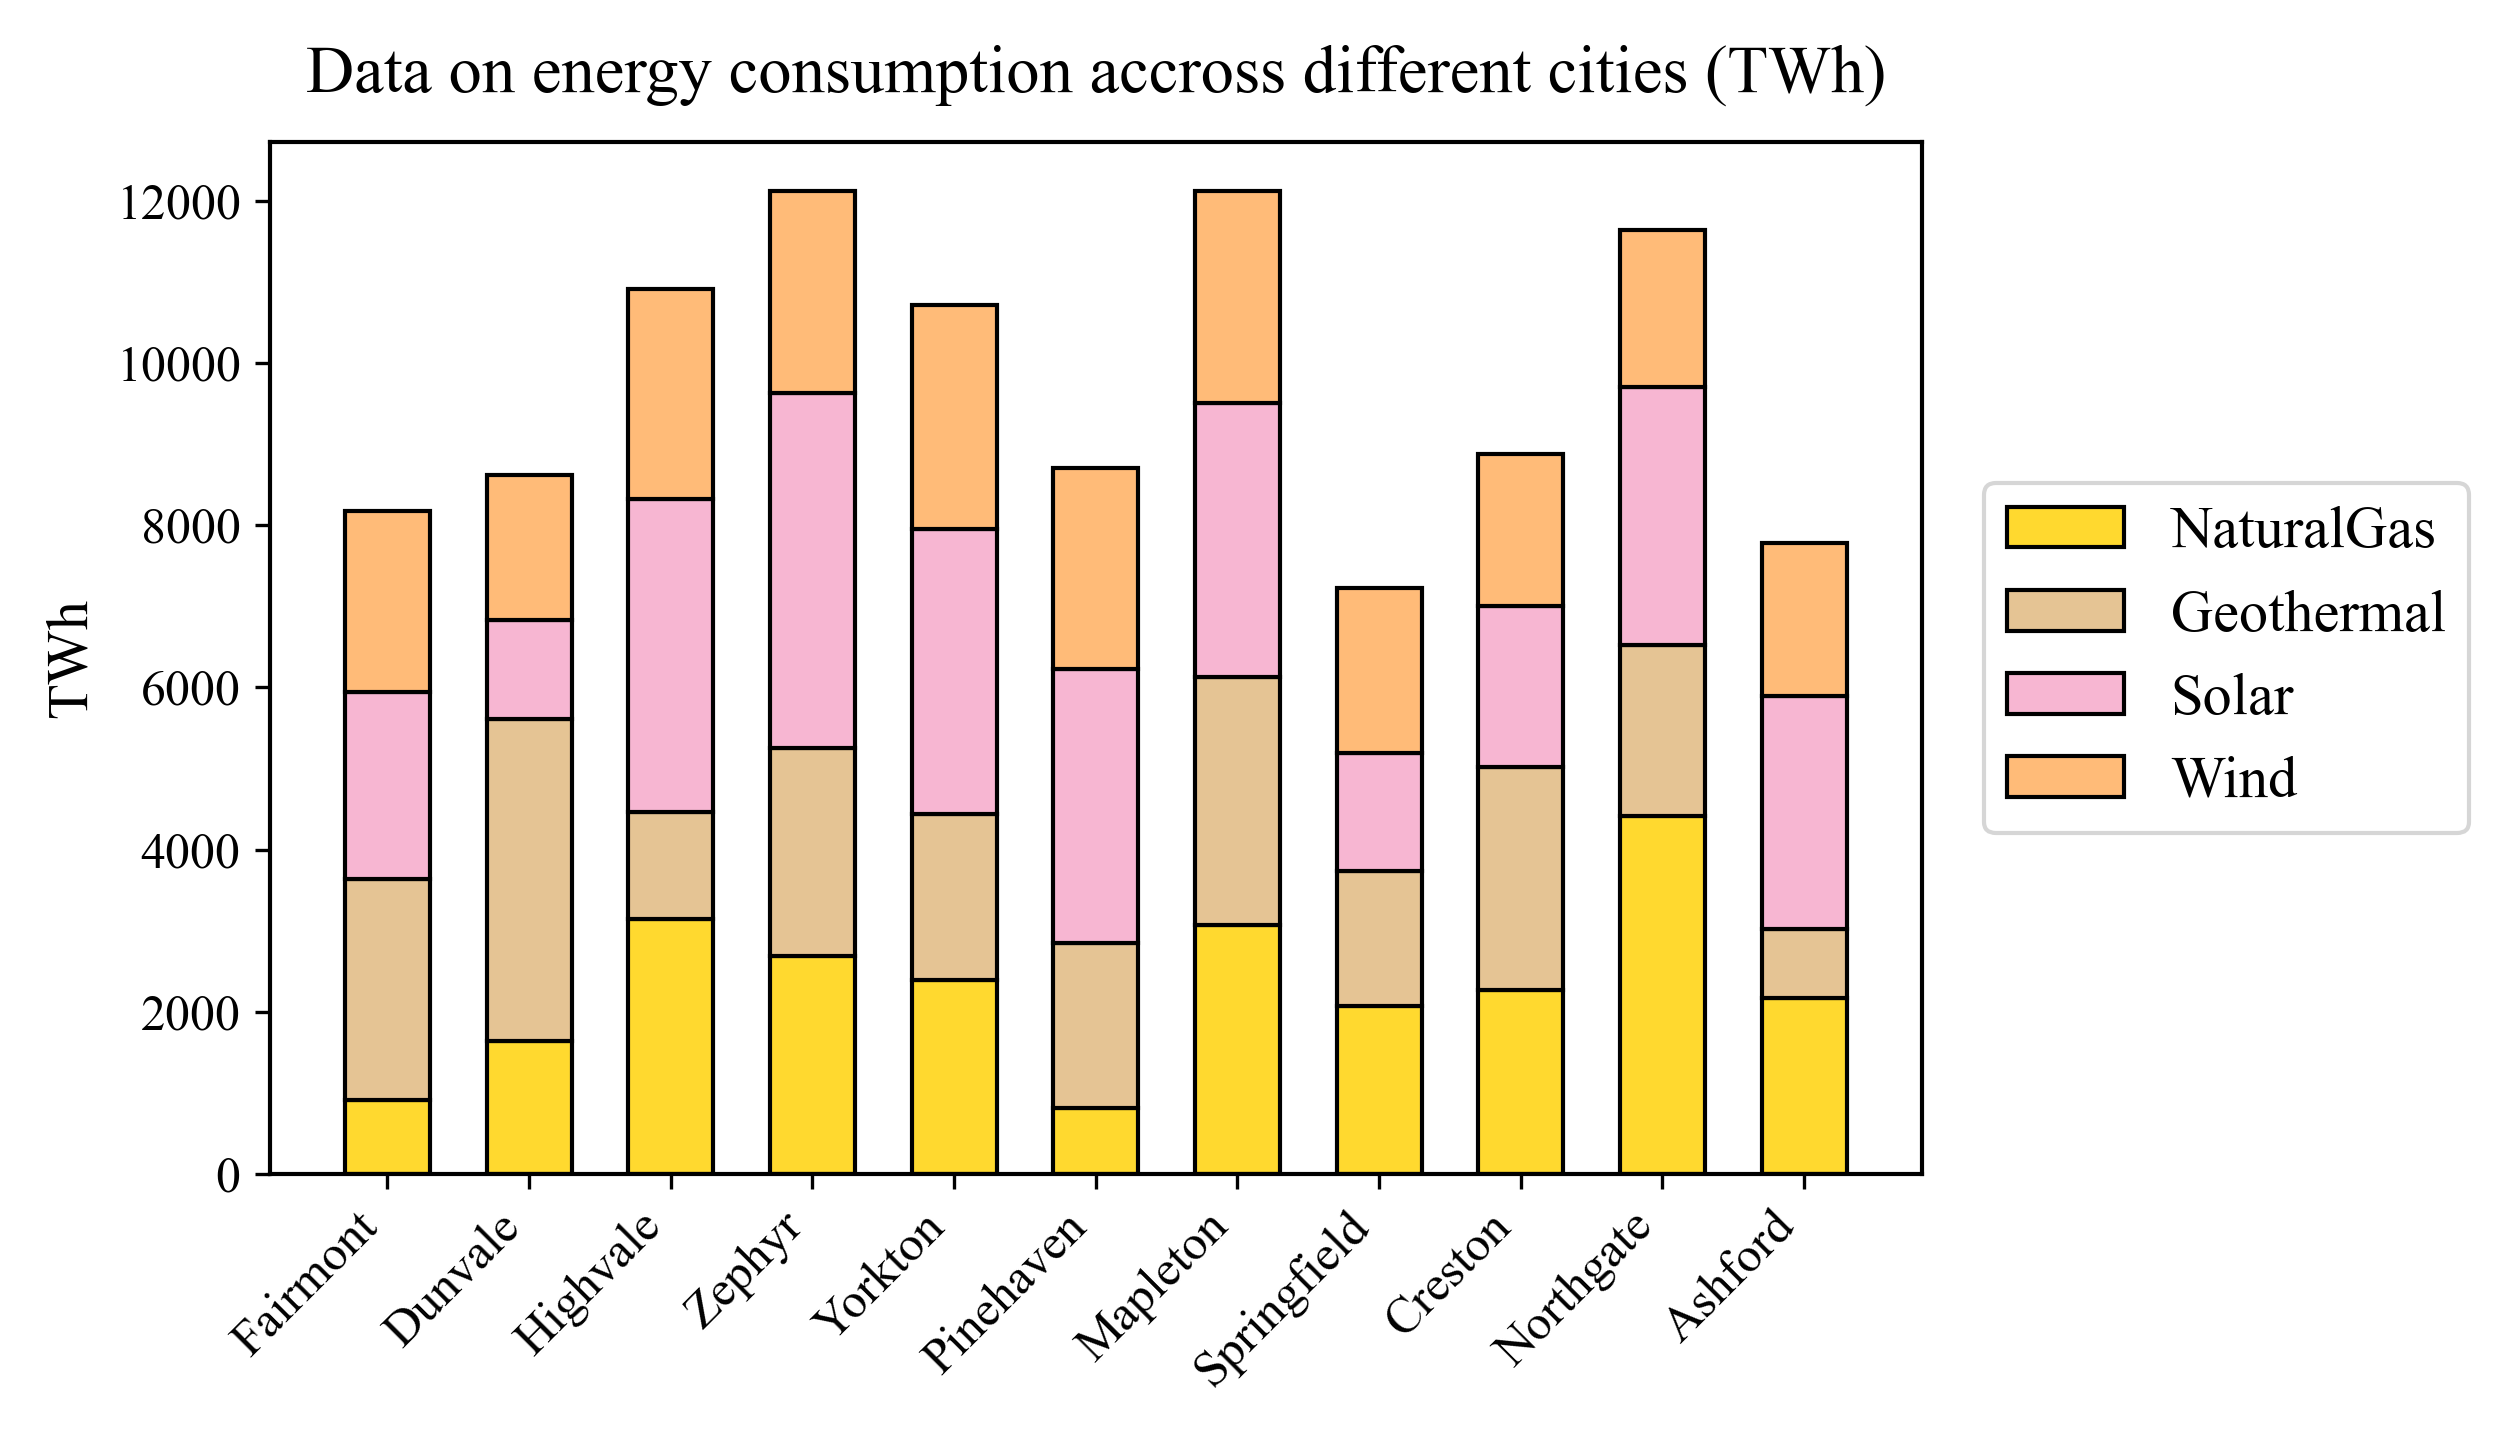 Data on energy consumption accross different cities (TWh)
TWh
12000
10000
8000
6000
4000
2000
0
Fairmont
Dunvale
Highvale
Zephyr
Yorkton
Pinehaven
Mapleton
Springfield
Creston
Northgate
Ashford
NaturalGas
Geothermal
Solar
Wind